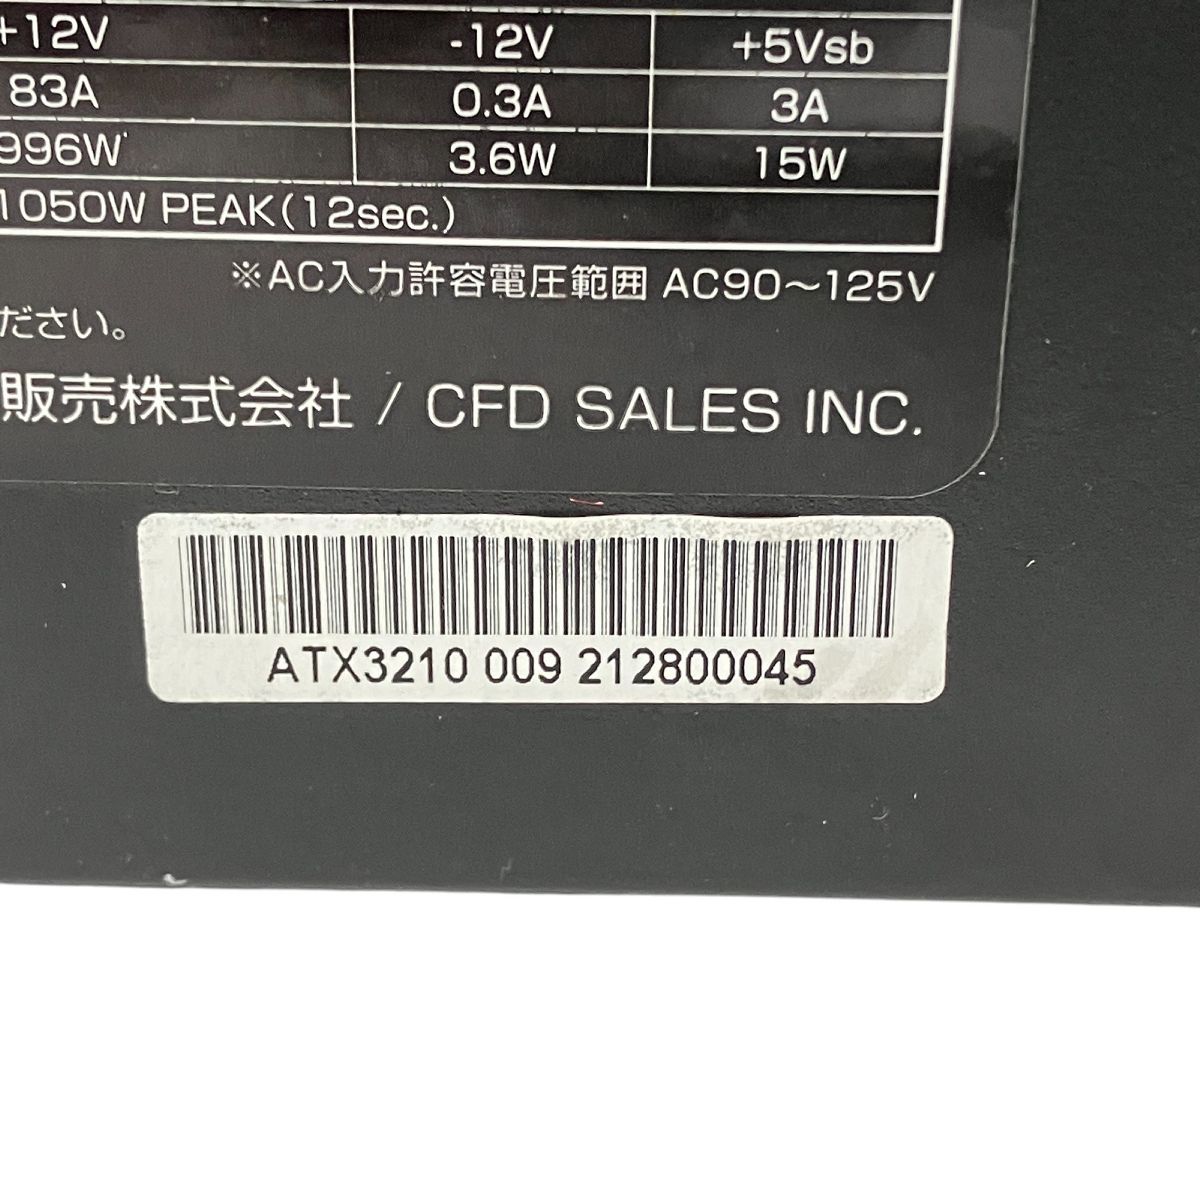 +12V -12V +5Vsb
83A 0.3A 3A
996W 3.6W 15W
1050W PEAK(12sec.)
※AC入力許容電圧範囲 AC90～125V
ださい。
販売株式会社 / CFD SALES INC.
ATX3210 009 212800045